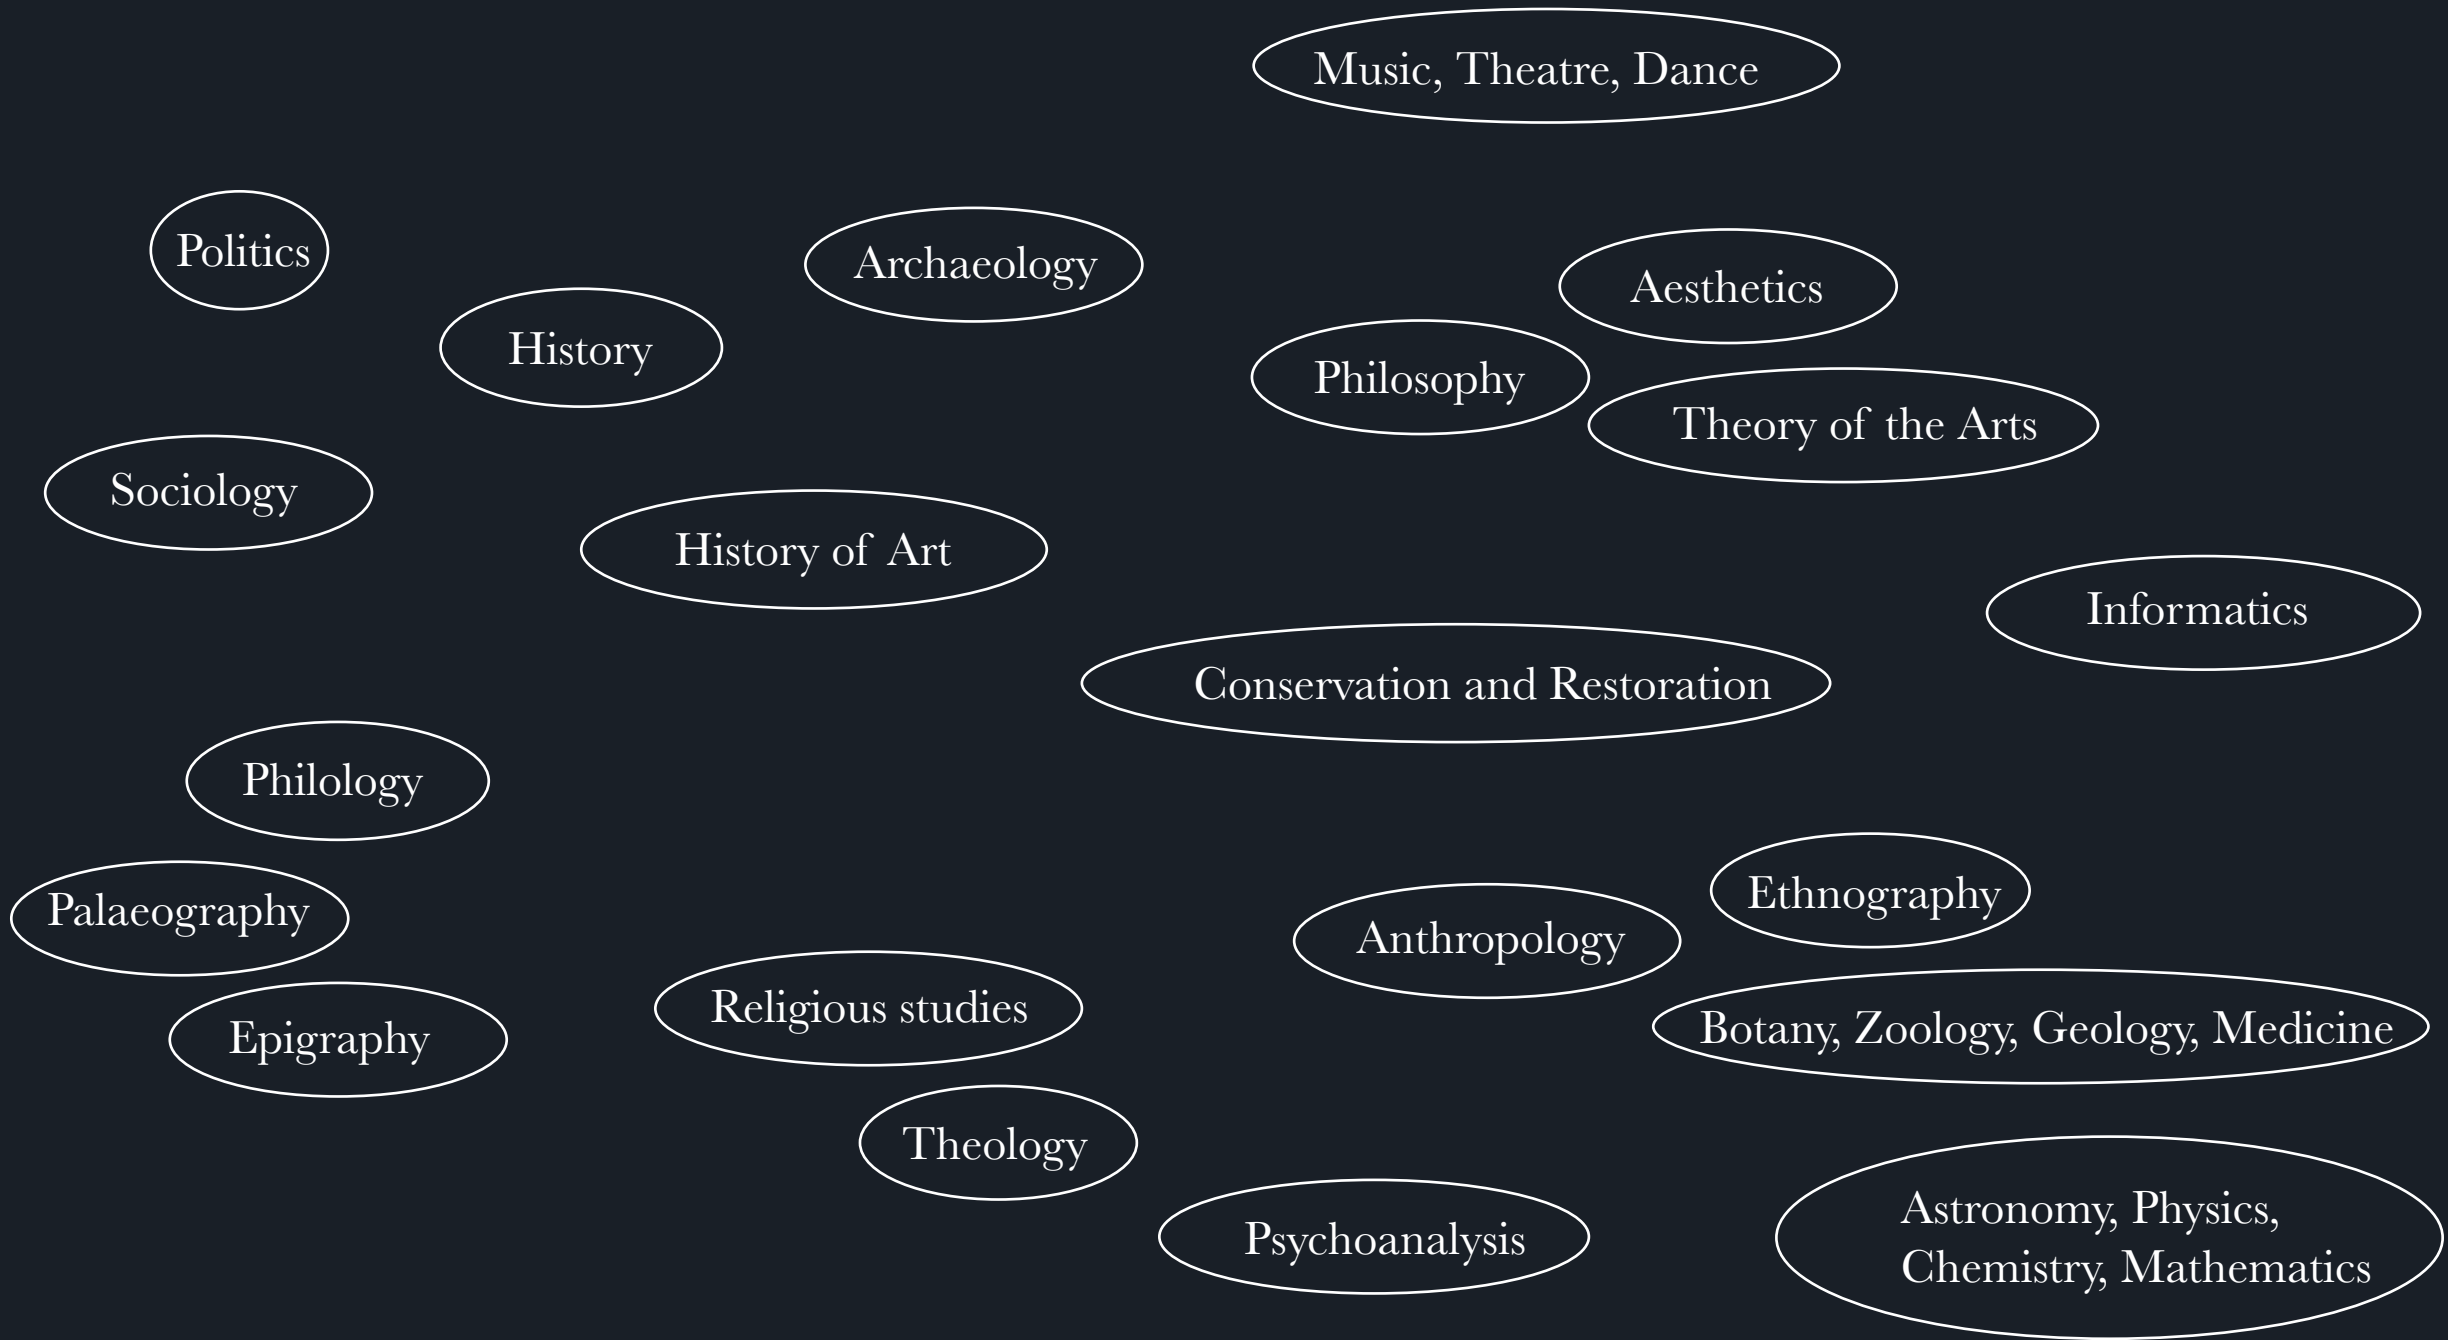 Music, Theatre, Dance
Politics
Archaeology
Aesthetics
History
Philosophy
Theory of the Arts
Sociology
History of Art
Informatics
Conservation and Restoration
Philology
Ethnography
Palaeography
Anthropology
Religious studies
Botany, Zoology, Geology, Medicine
Epigraphy
Theology
Psychoanalysis
Astronomy, Physics,
Chemistry, Mathematics